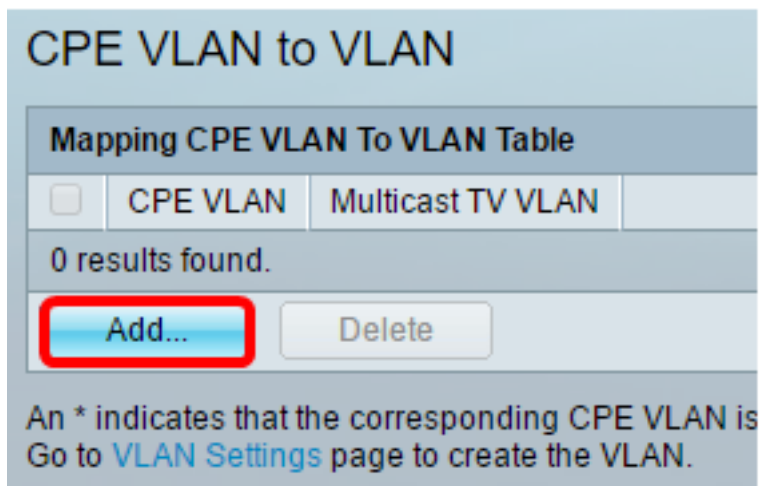 CPE VLAN to VLAN
Mapping CPE VLAN To VLAN Table
CPE VLAN Multicast TV VLAN
0 results found.
Add... Delete
An * indicates that the corresponding CPE VLAN is
Go to VLAN Settings page to create the VLAN.